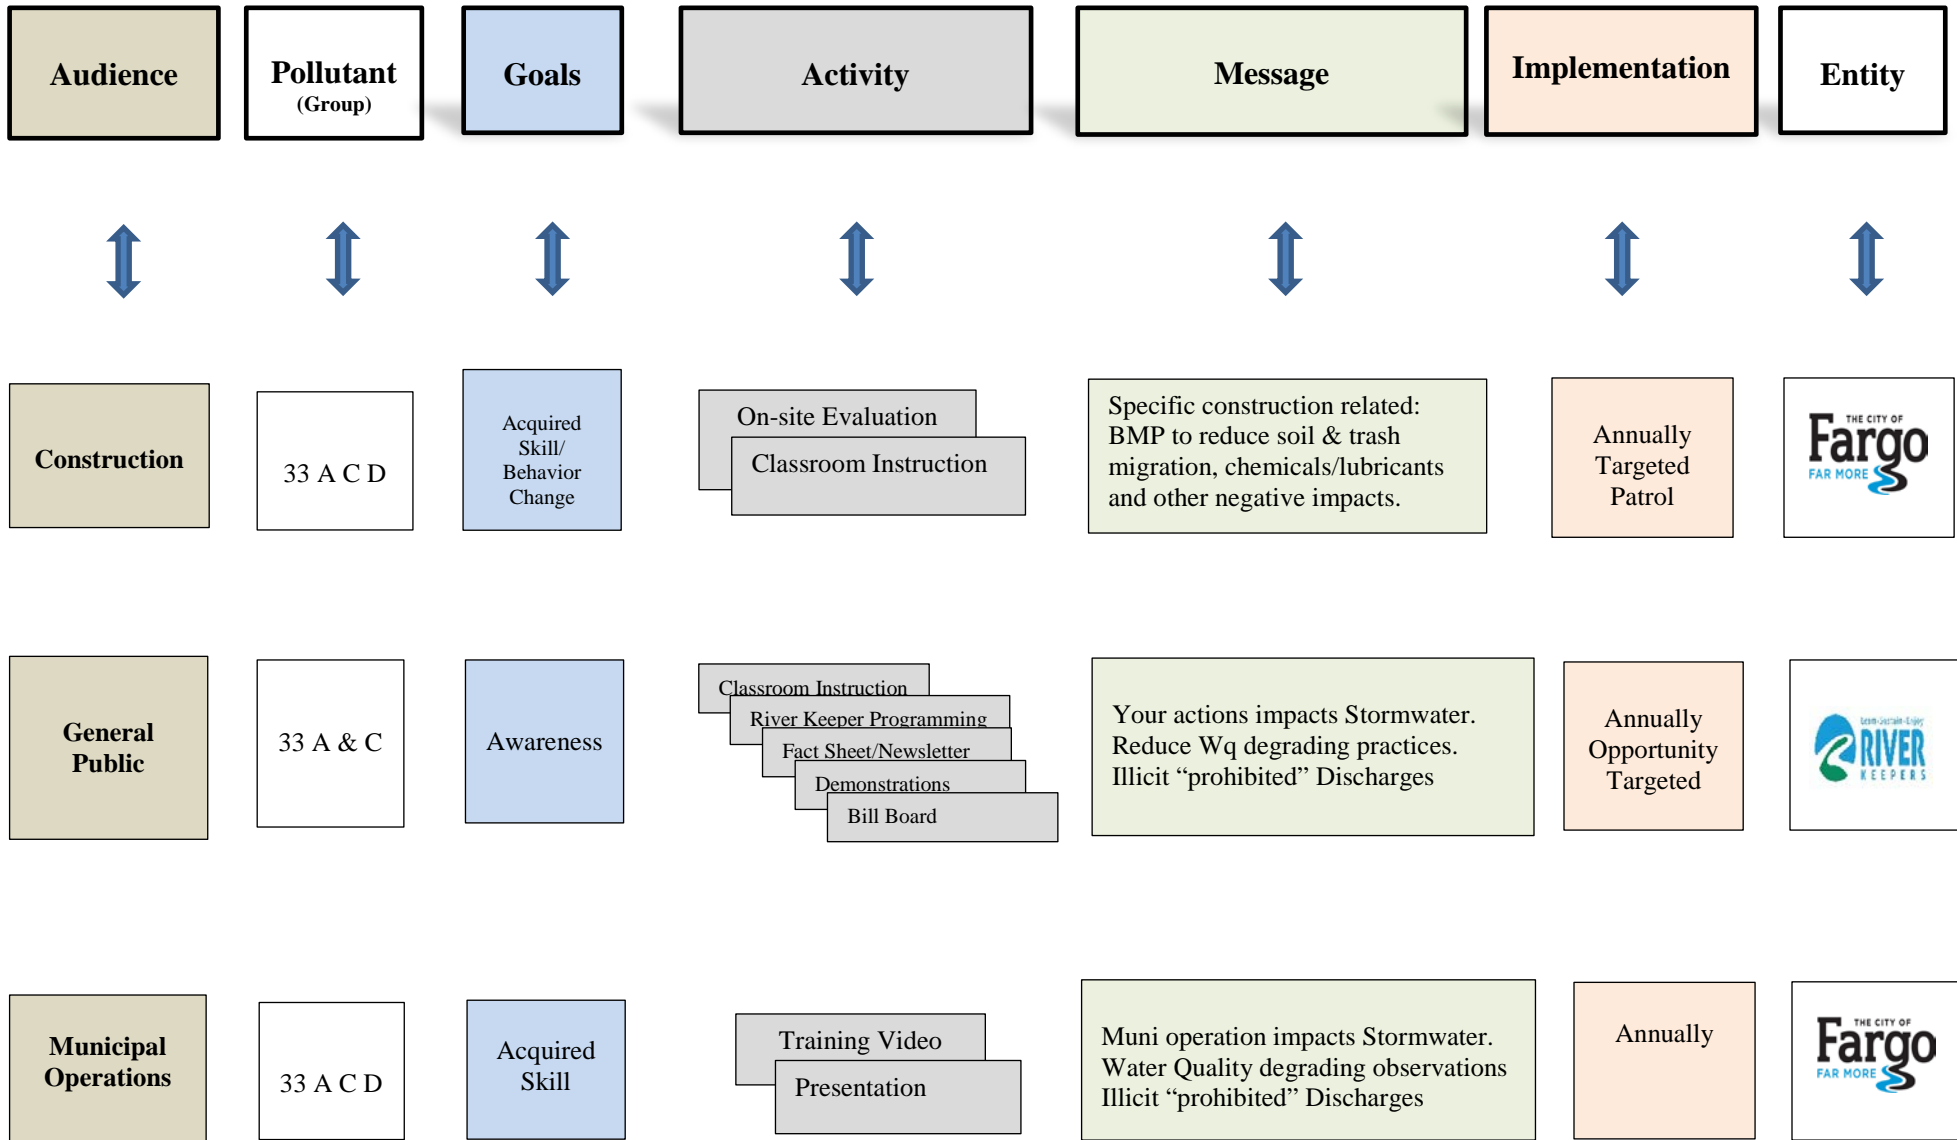 Audience
Pollutant
(Group)
Goals
Activity
Message
Implementation
Entity
Construction
33 A C D
Acquired
Skill/
Behavior
Change
On-site Evaluation
Classroom Instruction
Specific construction related:
BMP to reduce soil & trash
migration, chemicals/lubricants
and other negative impacts.
Annually
Targeted
Patrol
THE CITY OF
Fargo
FAR MORE
General
Public
33 A & C
Awareness
Classroom Instruction
River Keeper Programming
Fact Sheet/Newsletter
Demonstrations
Bill Board
Your actions impacts Stormwater.
Reduce Wq degrading practices.
Illicit “prohibited” Discharges
Annually
Opportunity
Targeted
Learn-Sustain-Enjoy
RIVER
KEEPERS
Municipal
Operations
33 A C D
Acquired
Skill
Training Video
Presentation
Muni operation impacts Stormwater.
Water Quality degrading observations
Illicit “prohibited” Discharges
Annually
THE CITY OF
Fargo
FAR MORE